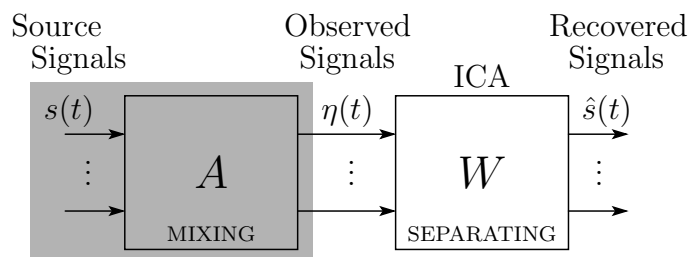 Source Signals
Observed Signals
Recovered Signals
ICA
s(t)
η(t)
ŝ(t)
⋮
⋮
⋮
A
W
MIXING
SEPARATING